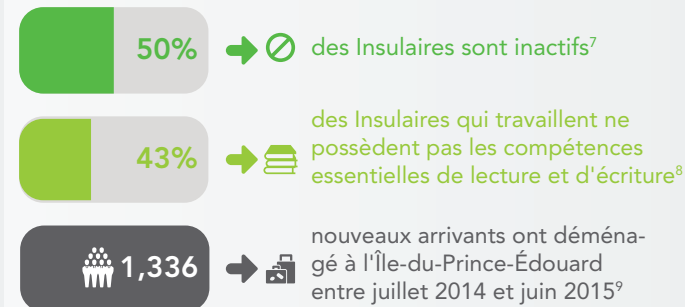 50% des Insulaires sont inactifs⁷
des Insulaires qui travaillent ne
43% possèdent pas les compétences
essentielles de lecture et d'écriture⁸
nouveaux arrivants ont déména-
1,336 gé à l'Île-du-Prince-Édouard
entre juillet 2014 et juin 2015⁹